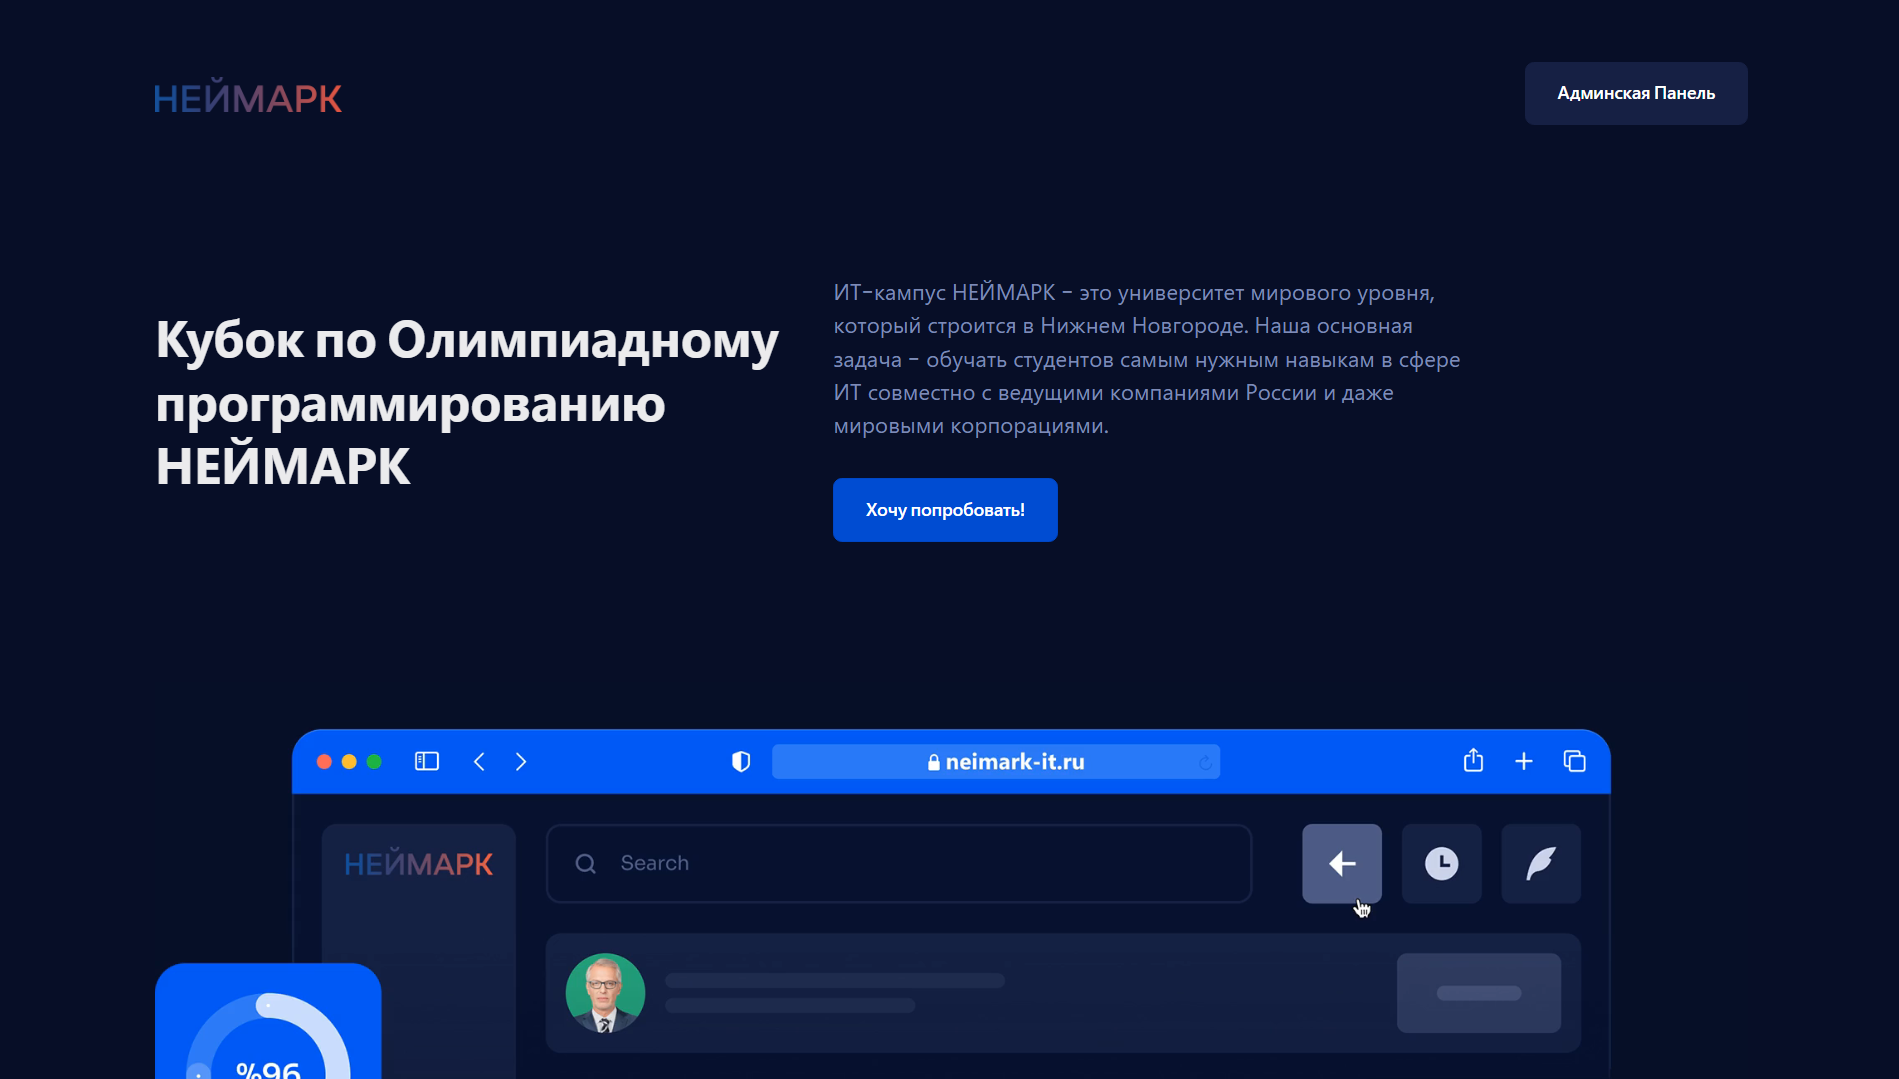 НЕЙМАРК
Админская Панель
Кубок по Олимпиадному
программированию
НЕЙМАРК
ИТ-кампус НЕЙМАРК - это университет мирового уровня,
который строится в Нижнем Новгороде. Наша основная
задача - обучать студентов самым нужным навыкам в сфере
ИТ совместно с ведущими компаниями России и даже
мировыми корпорациями.
Хочу попробовать!
neimark-it.ru
НЕЙМАРК
Search
%96